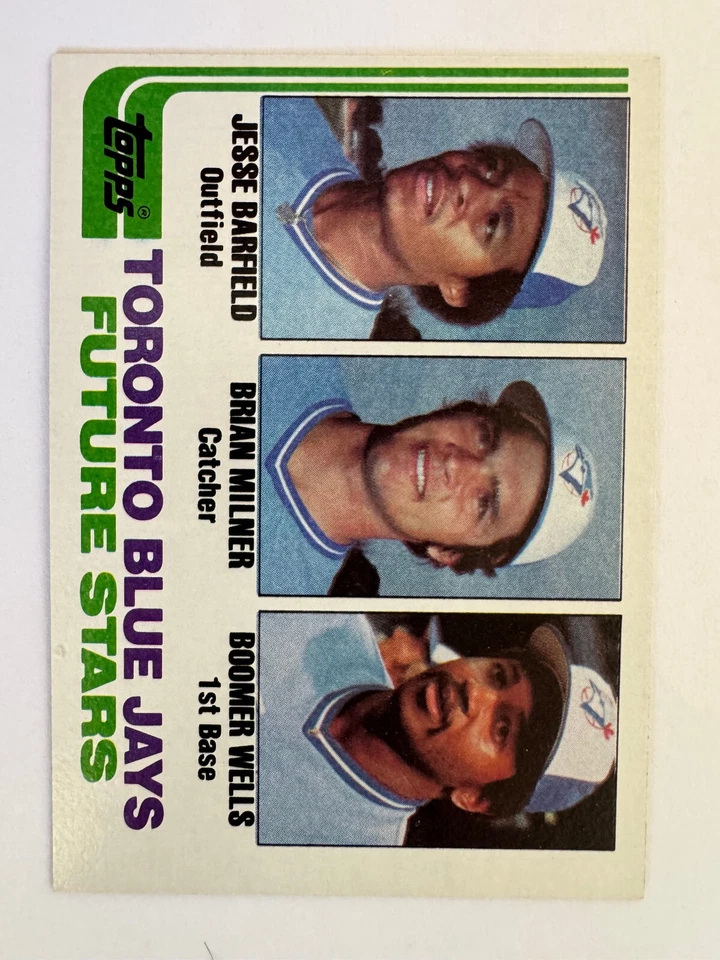 JESSE BARFIELD
Outfield
BRIAN MILNER
Catcher
BOOMER WELLS
1st Base
topps®
TORONTO BLUE JAYS
FUTURE STARS